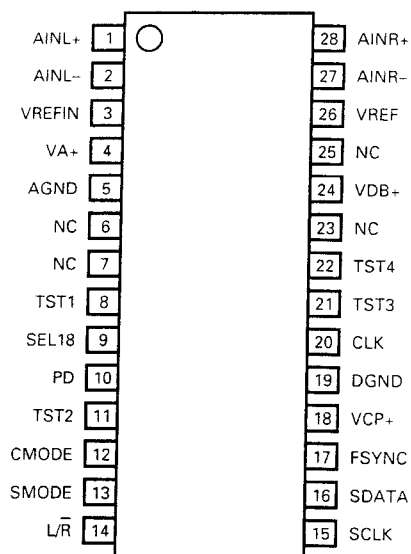 AINL+ 1 28 AINR+
AINL− 2 27 AINR−
VREFIN 3 26 VREF
VA+ 4 25 NC
AGND 5 24 VDB+
NC 6 23 NC
NC 7 22 TST4
TST1 8 21 TST3
SEL18 9 20 CLK
PD 10 19 DGND
TST2 11 18 VCP+
CMODE 12 17 FSYNC
SMODE 13 16 SDATA
L/R̅ 14 15 SCLK